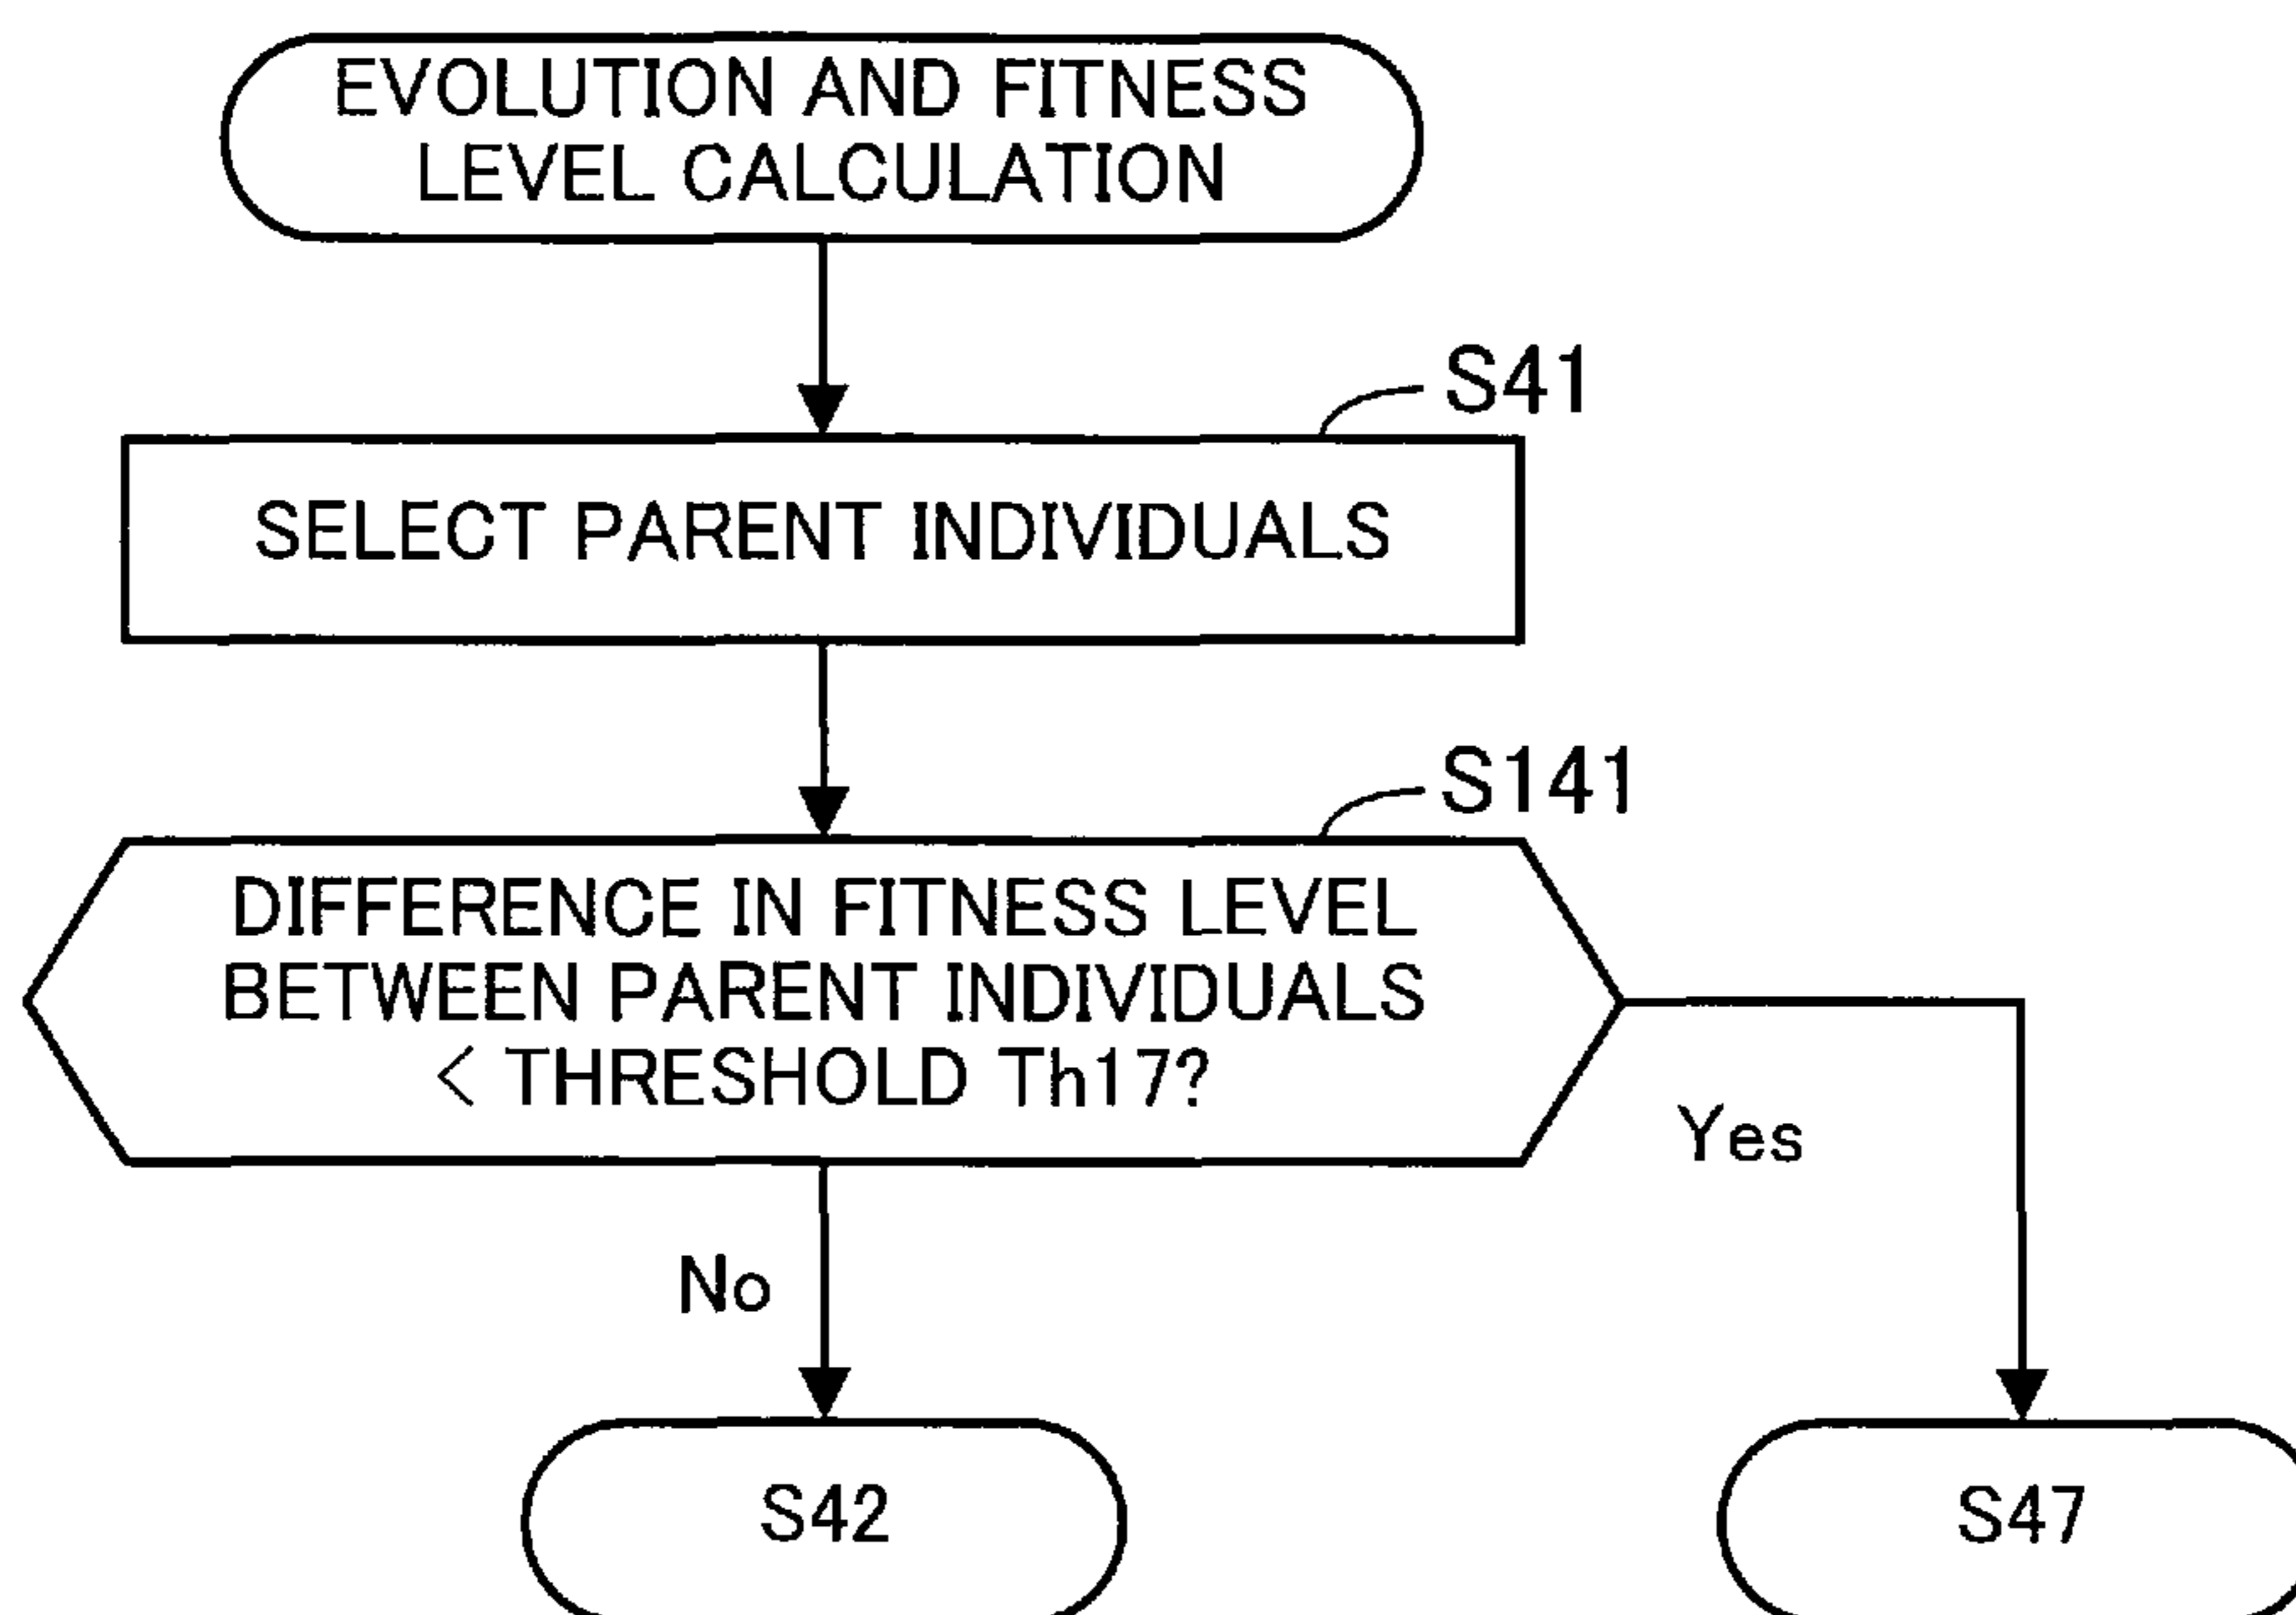 EVOLUTION AND FITNESS
LEVEL CALCULATION
S41
SELECT PARENT INDIVIDUALS
S141
DIFFERENCE IN FITNESS LEVEL
BETWEEN PARENT INDIVIDUALS
< THRESHOLD Th17?
Yes
No
S42
S47